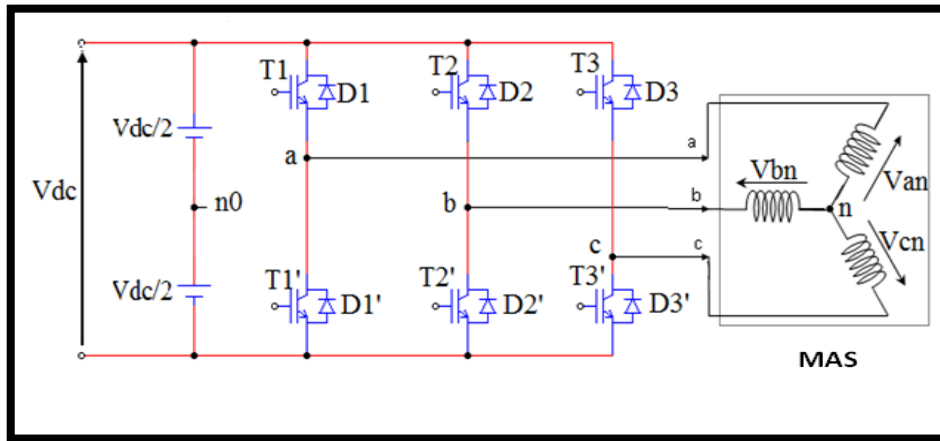 T1
D1
T2
D2
T3
D3
Vdc/2
a
a
Vbn
Van
Vdc
n0
b
b
n
c
c
Vcn
Vdc/2
T1'
D1'
T2'
D2'
T3'
D3'
MAS